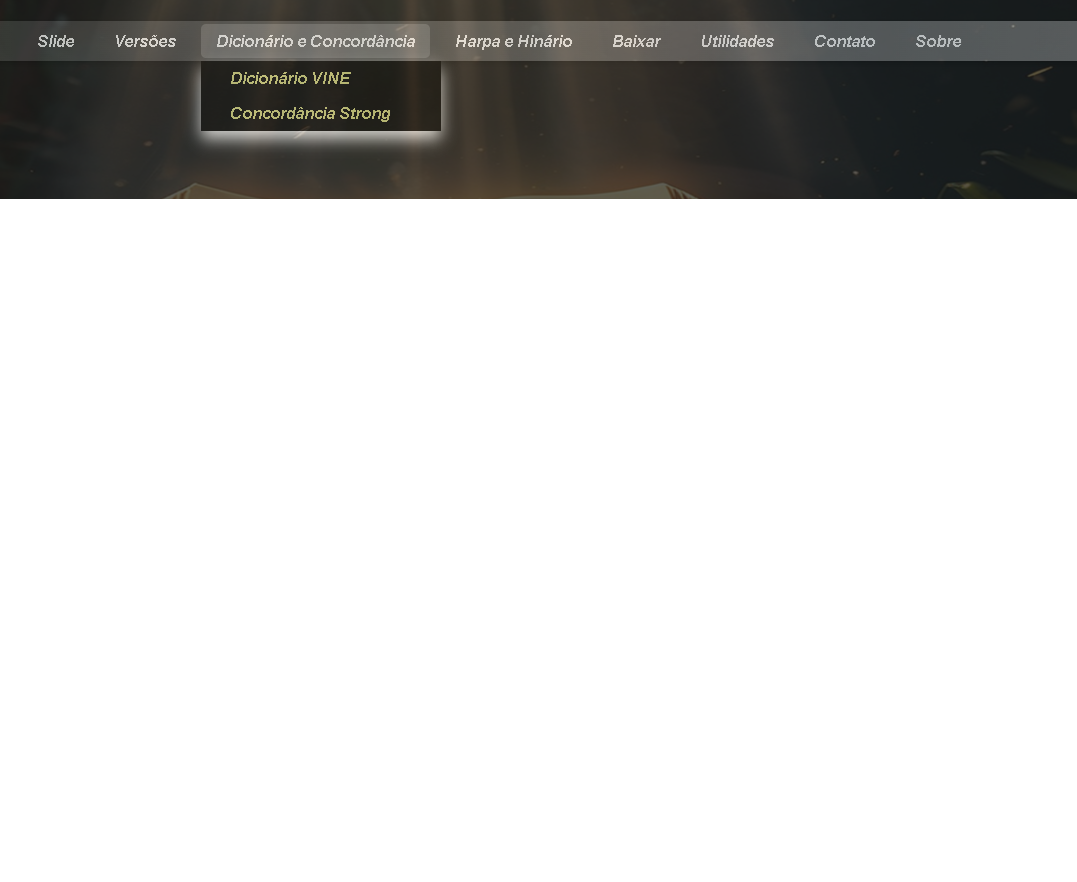 Slide Versões Dicionário e Concordância Harpa e Hinário Baixar Utilidades Contato Sobre
Dicionário VINE
Concordância Strong